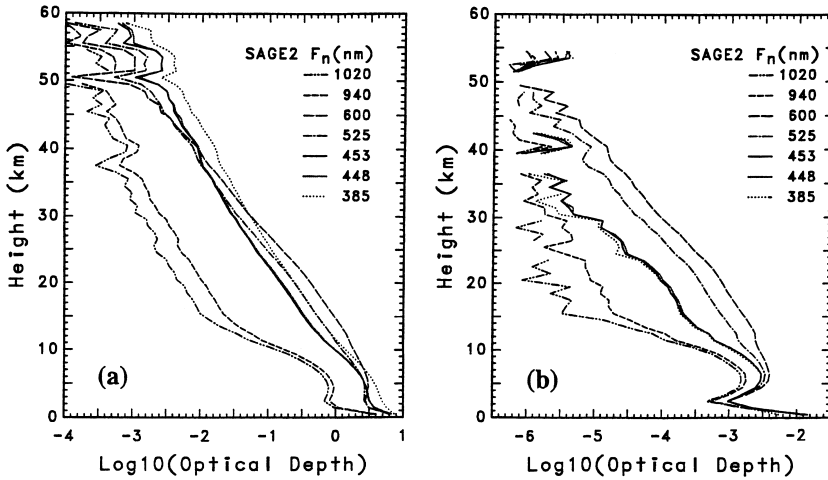 60
50
40
30
20
10
0
Height (km)
SAGE2 Fn(nm)
1020
940
600
525
453
448
385
(a)
-4 -3 -2 -1 0 1
Log10(Optical Depth)
60
50
40
30
20
10
0
Height (km)
SAGE2 Fn(nm)
1020
940
600
525
453
448
385
(b)
-6 -5 -4 -3 -2
Log10(Optical Depth)